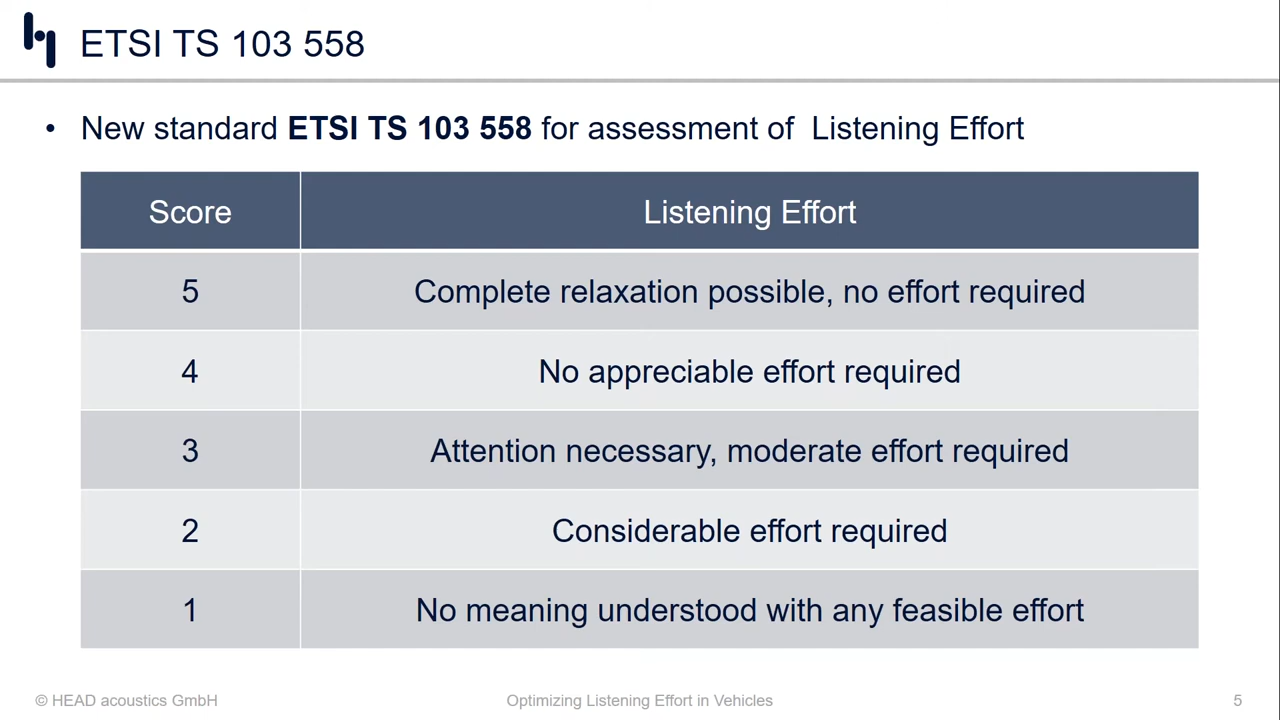 ETSI TS 103 558
• New standard ETSI TS 103 558 for assessment of Listening Effort
Score Listening Effort
5 Complete relaxation possible, no effort required
4 No appreciable effort required
3 Attention necessary, moderate effort required
2 Considerable effort required
1 No meaning understood with any feasible effort
© HEAD acoustics GmbH Optimizing Listening Effort in Vehicles 5